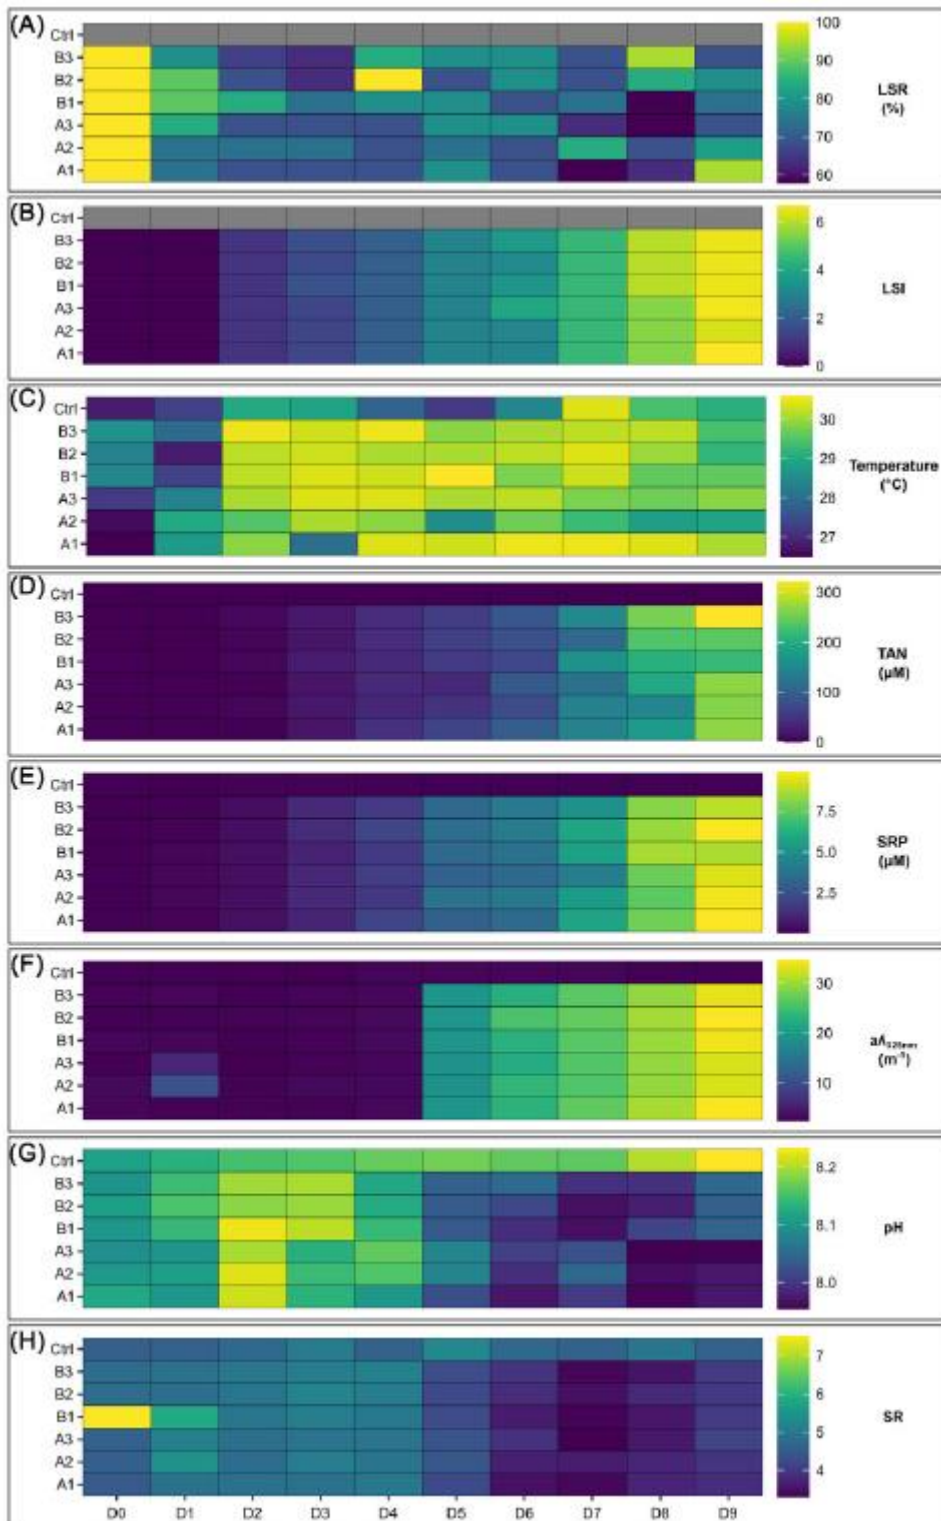 (A)
Ctrl
B3
B2
B1
A3
A2
A1
100
90
80
70
60
LSR
(%)
(B)
Ctrl
B3
B2
B1
A3
A2
A1
6
4
2
0
LSI
(C)
Ctrl
B3
B2
B1
A3
A2
A1
30
29
28
27
Temperature
(°C)
(D)
Ctrl
B3
B2
B1
A3
A2
A1
300
200
100
0
TAN
(µM)
(E)
Ctrl
B3
B2
B1
A3
A2
A1
7.5
5.0
2.5
SRP
(µM)
(F)
Ctrl
B3
B2
B1
A3
A2
A1
30
20
10
(m⁻¹)
(G)
Ctrl
B3
B2
B1
A3
A2
A1
8.2
8.1
8.0
pH
(H)
Ctrl
B3
B2
B1
A3
A2
A1
7
6
5
4
SR
D0 D1 D2 D3 D4 D5 D6 D7 D8 D9